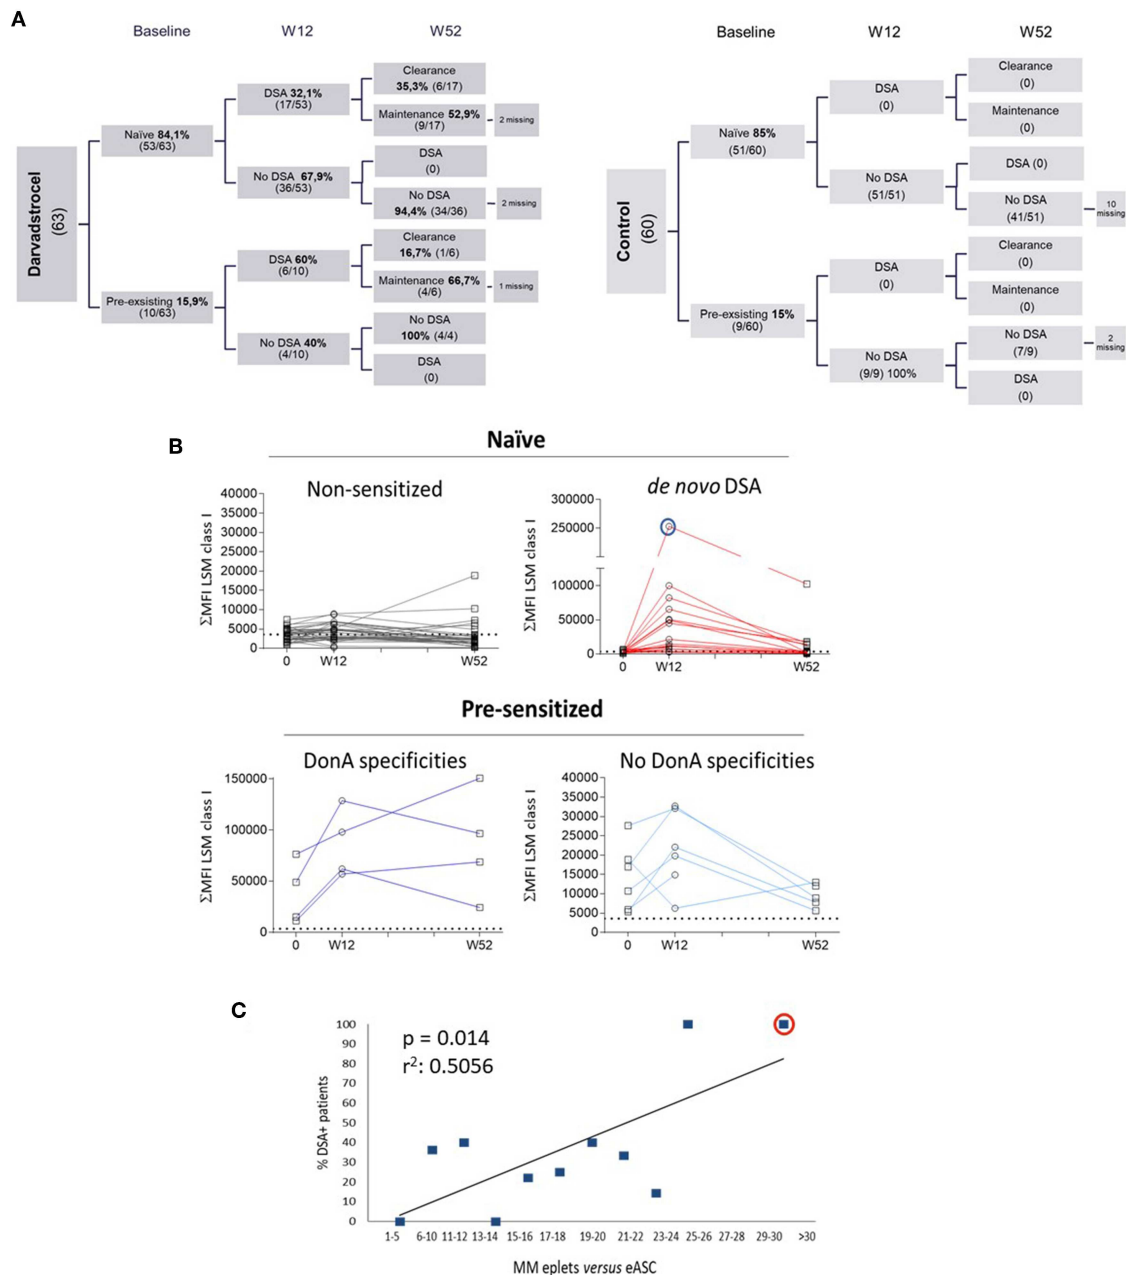 A
Baseline
W12
W52
Darvadstrocel
(63)
Naïve 84,1%
(53/63)
DSA 32,1%
(17/53)
Clearance
35,3% (6/17)
Maintenance 52,9%
(9/17)
2 missing
No DSA 67,9%
(36/53)
DSA
(0)
No DSA
94,4% (34/36)
2 missing
Pre-exsisting 15,9%
(10/63)
DSA 60%
(6/10)
Clearance
16,7% (1/6)
Maintenance 66,7%
(4/6)
1 missing
No DSA 40%
(4/10)
No DSA
100% (4/4)
DSA
(0)
Baseline
W12
W52
Control
(60)
Naïve 85%
(51/60)
DSA
(0)
Clearance
(0)
Maintenance
(0)
No DSA
(51/51)
DSA (0)
No DSA
(41/51)
10
missing
Pre-exsisting 15%
(9/60)
DSA
(0)
Clearance
(0)
Maintenance
(0)
No DSA
(9/9) 100%
No DSA
(7/9)
2
missing
DSA
(0)
B
Naïve
Non-sensitized
ΣMFI LSM class I
40000
35000
30000
25000
20000
15000
10000
5000
0
0 W12 W52
de novo DSA
ΣMFI LSM class I
300000
250000
100000
50000
0
0 W12 W52
Pre-sensitized
DonA specificities
ΣMFI LSM class I
150000
100000
50000
0
0 W12 W52
No DonA specificities
ΣMFI LSM class I
40000
35000
30000
25000
20000
15000
10000
5000
0
0 W12 W52
C
p = 0.014
r²: 0.5056
% DSA+ patients
100
90
80
70
60
50
40
30
20
10
0
1-5 6-10 11-12 13-14 15-16 17-18 19-20 21-22 23-24 25-26 27-28 29-30 >30
MM eplets versus eASC